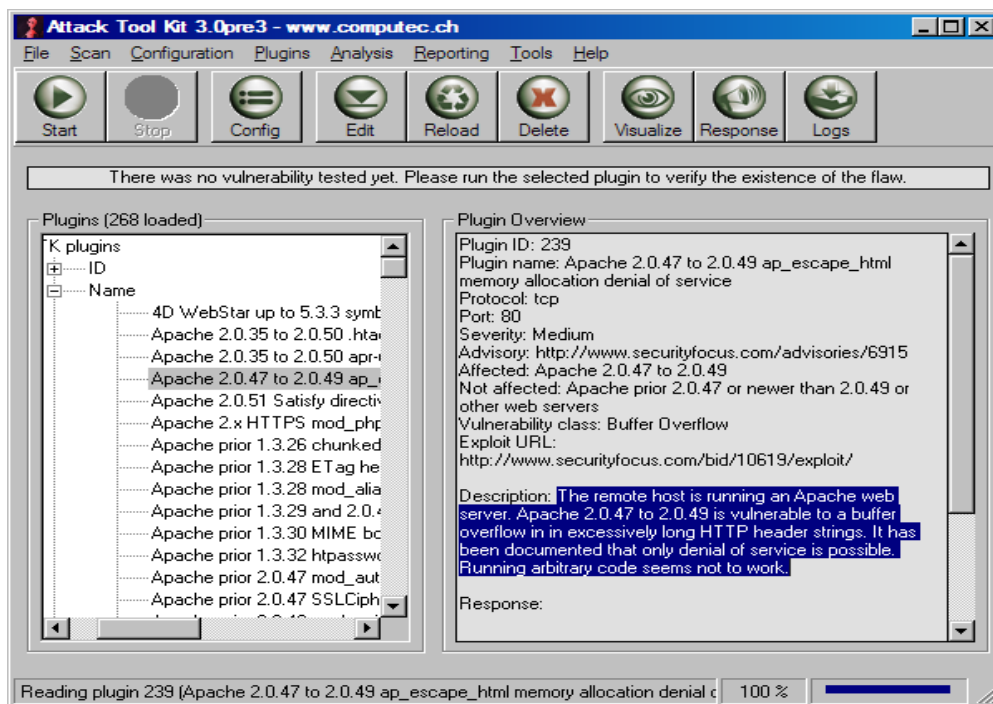 Attack Tool Kit 3.0pre3 - www.computec.ch
File Scan Configuration Plugins Analysis Reporting Tools Help
Start Stop Config Edit Reload Delete Visualize Response Logs
There was no vulnerability tested yet. Please run the selected plugin to verify the existence of the flaw.
Plugins (268 loaded)
TK plugins
ID
Name
4D WebStar up to 5.3.3 symb
Apache 2.0.35 to 2.0.50 .hta
Apache 2.0.35 to 2.0.50 apr-
Apache 2.0.47 to 2.0.49 ap_
Apache 2.0.51 Satisfy directiv
Apache 2.x HTTPS mod_php
Apache prior 1.3.26 chunked
Apache prior 1.3.28 ETag he
Apache prior 1.3.28 mod_alia
Apache prior 1.3.29 and 2.0.4
Apache prior 1.3.30 MIME bo
Apache prior 1.3.32 htpassw
Apache prior 2.0.47 mod_aut
Apache prior 2.0.47 SSLCiph
Plugin Overview
Plugin ID: 239
Plugin name: Apache 2.0.47 to 2.0.49 ap_escape_html
memory allocation denial of service
Protocol: tcp
Port: 80
Severity: Medium
Advisory: http://www.securityfocus.com/advisories/6915
Affected: Apache 2.0.47 to 2.0.49
Not affected: Apache prior 2.0.47 or newer than 2.0.49 or
other web servers
Vulnerability class: Buffer Overflow
Exploit URL:
http://www.securityfocus.com/bid/10619/exploit/
Description: The remote host is running an Apache web
server. Apache 2.0.47 to 2.0.49 is vulnerable to a buffer
overflow in in excessively long HTTP header strings. It has
been documented that only denial of service is possible.
Running arbitrary code seems not to work.
Response:
Reading plugin 239 (Apache 2.0.47 to 2.0.49 ap_escape_html memory allocation denial c
100 %